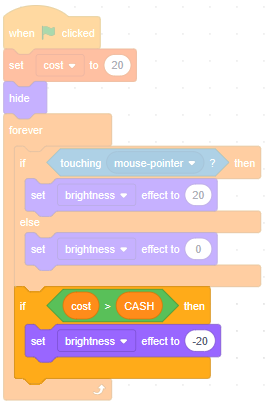 when clicked
set cost to 20
hide
forever
if touching mouse-pointer ? then
set brightness effect to 20
else
set brightness effect to 0
if cost > CASH then
set brightness effect to -20